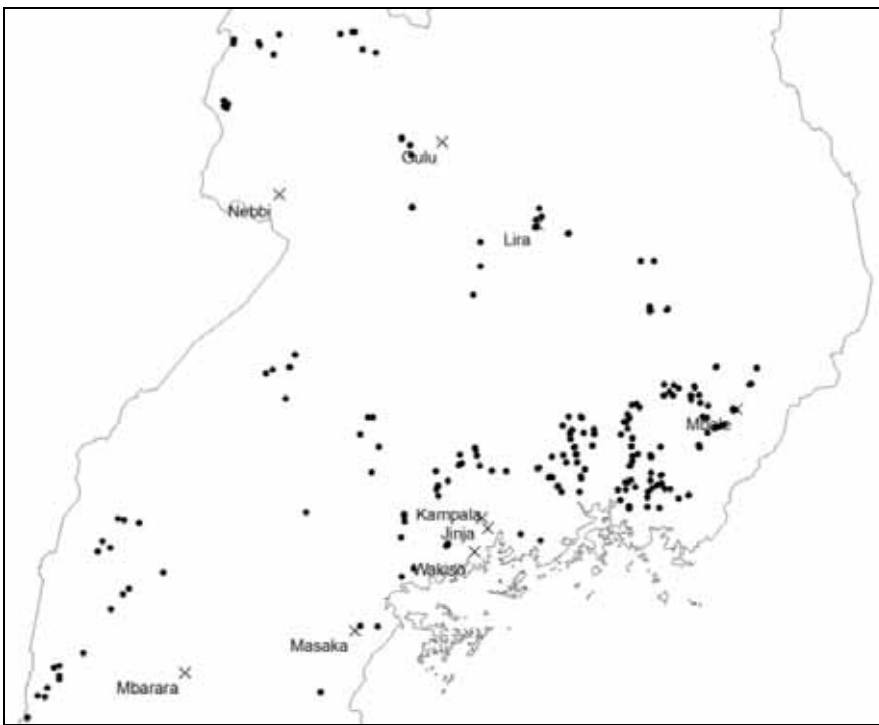 Gulu
Nebbi
Lira
Mbale
Kampala
Jinja
Wakiso
Masaka
Mbarara